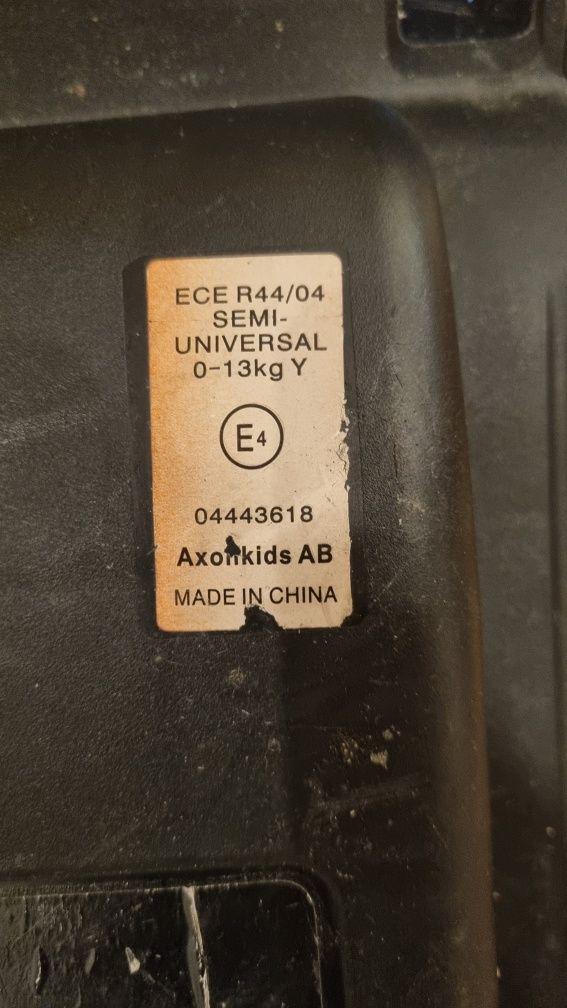 ECE R44/04
SEMI-
UNIVERSAL
0-13kg Y
E4
04443618
Axonkids AB
MADE IN CHINA